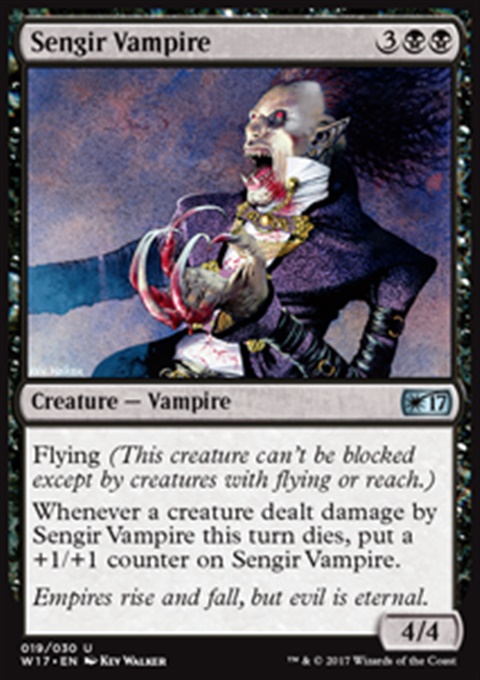 Sengir Vampire 3
Creature — Vampire 17
Flying (This creature can't be blocked
except by creatures with flying or reach.)
Whenever a creature dealt damage by
Sengir Vampire this turn dies, put a
+1/+1 counter on Sengir Vampire.
Empires rise and fall, but evil is eternal.
4/4
019/030 U
W17 • EN Kev Walker
™ & © 2017 Wizards of the Coast